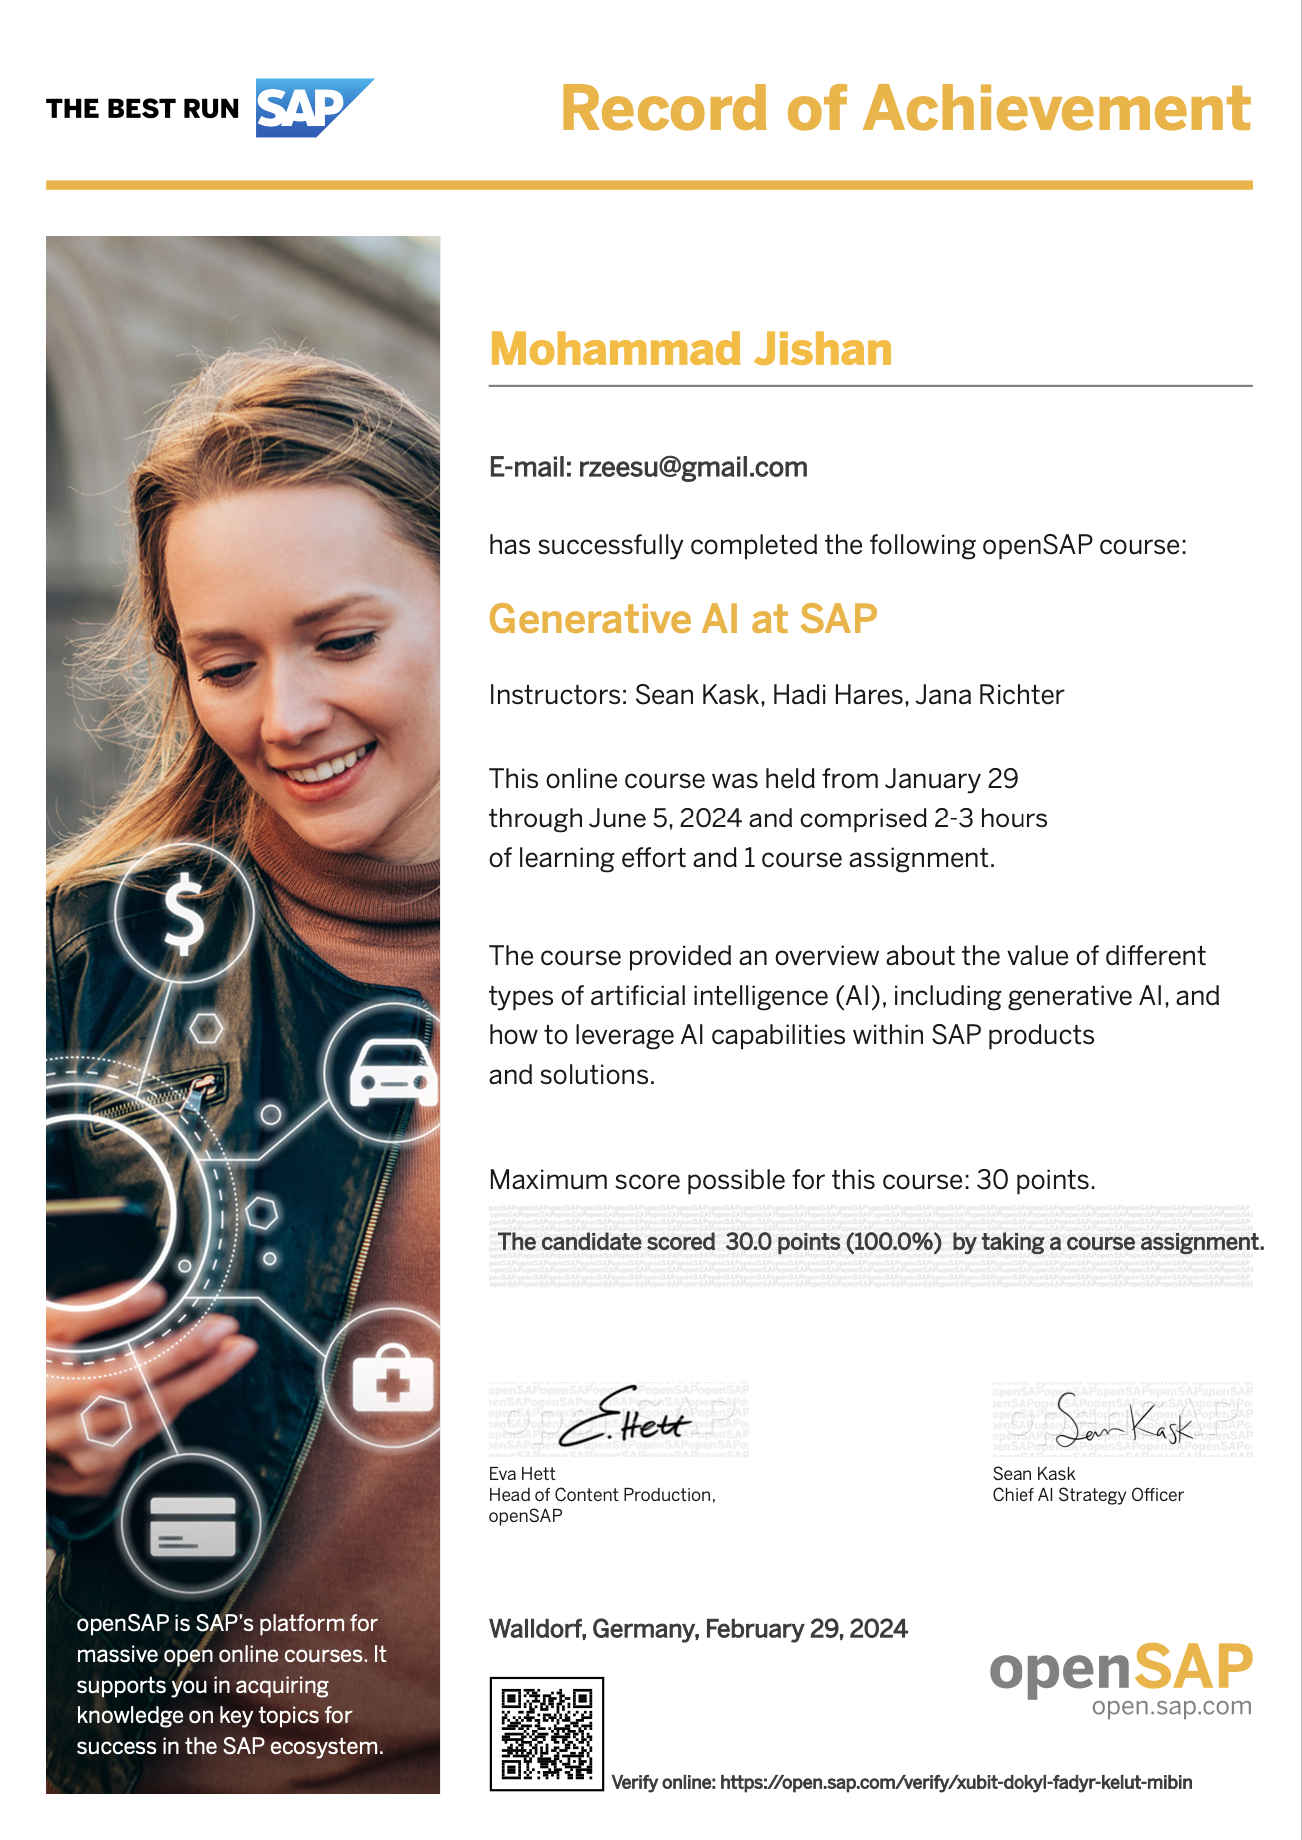 THE BEST RUN SAP
Record of Achievement
Mohammad Jishan
E-mail: rzeesu@gmail.com
has successfully completed the following openSAP course:
Generative AI at SAP
Instructors: Sean Kask, Hadi Hares, Jana Richter
This online course was held from January 29
through June 5, 2024 and comprised 2-3 hours
of learning effort and 1 course assignment.
The course provided an overview about the value of different
types of artificial intelligence (AI), including generative AI, and
how to leverage AI capabilities within SAP products
and solutions.
Maximum score possible for this course: 30 points.
The candidate scored 30.0 points (100.0%) by taking a course assignment.
E. Hett
Eva Hett
Head of Content Production,
openSAP
Sean Kask
Sean Kask
Chief AI Strategy Officer
$
openSAP is SAP's platform for
massive open online courses. It
supports you in acquiring
knowledge on key topics for
success in the SAP ecosystem.
Walldorf, Germany, February 29, 2024
openSAP
open.sap.com
Verify online: https://open.sap.com/verify/xubit-dokyl-fadyr-kelut-mibin